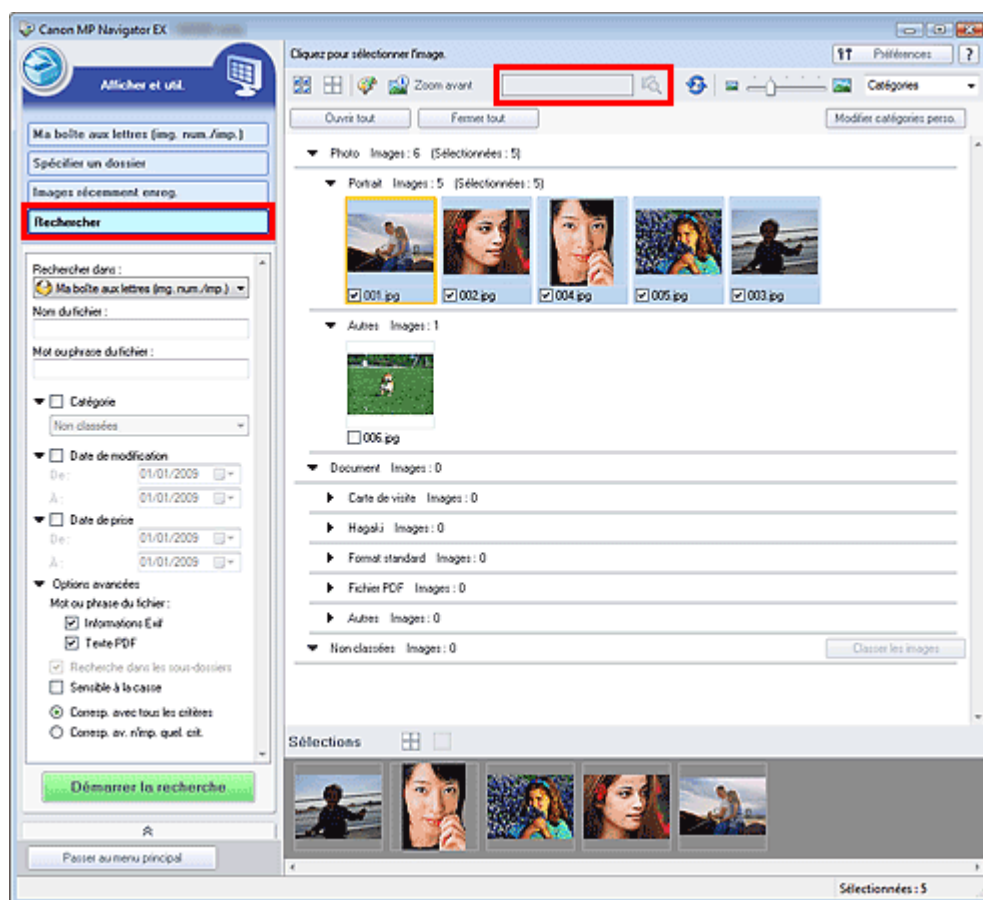 Canon MP Navigator EX
Afficher et util.
Ma boîte aux lettres (img. num./imp.)
Spécifier un dossier
Images récemment enreg.
Rechercher
Rechercher dans :
Ma boîte aux lettres (img. num./imp.)
Nom du fichier :
Mot ou phrase du fichier :
Catégorie
Non classées
Date de modification
De : 01/01/2009
À : 01/01/2009
Date de prise
De : 01/01/2009
À : 01/01/2009
Options avancées
Mot ou phrase du fichier :
Informations Exif
Texte PDF
Recherche dans les sous-dossiers
Sensible à la casse
Corresp. avec tous les critères
Corresp. av. n'imp. quel. crit.
Démarrer la recherche
Passer au menu principal
Cliquez pour sélectionner l'image.
Préférences ?
Zoom avant
Catégories
Ouvrir tout Fermer tout Modifier catégories perso.
Photo Images : 6 (Sélectionnées : 5)
Portrait Images : 5 (Sélectionnées : 5)
001.jpg 002.jpg 004.jpg 005.jpg 003.jpg
Autres Images : 1
006.jpg
Document Images : 0
Carte de visite Images : 0
Hagaki Images : 0
Format standard Images : 0
Fichier PDF Images : 0
Autres Images : 0
Non classées Images : 0 Classer les images
Sélections
Sélectionnées : 5